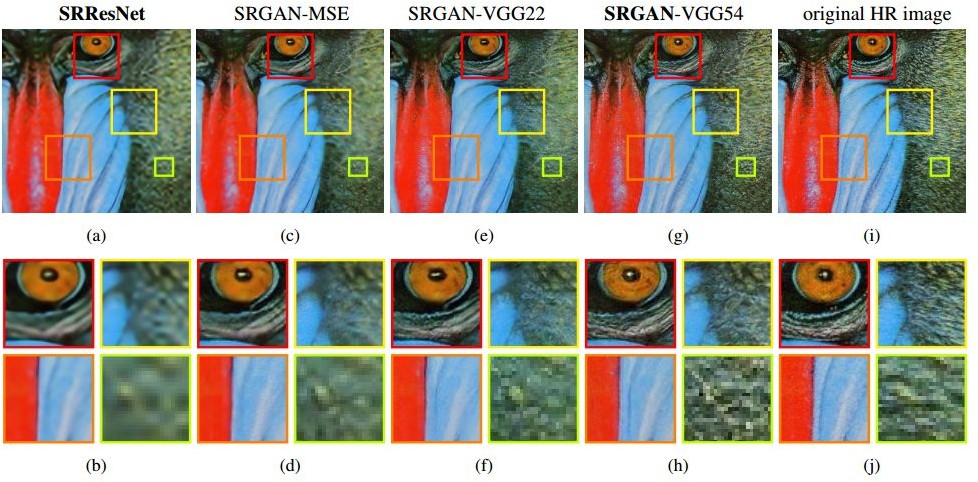 SRResNet SRGAN-MSE SRGAN-VGG22 SRGAN-VGG54 original HR image
(a) (c) (e) (g) (i)
(b) (d) (f) (h) (j)